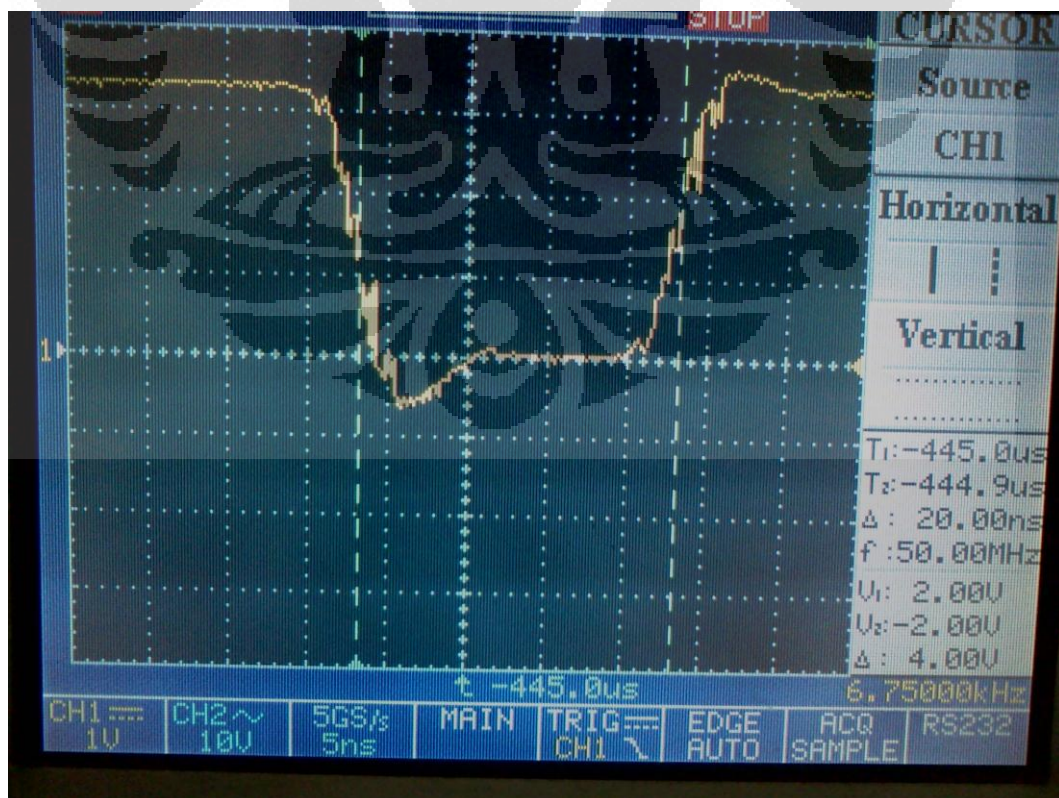 STOP
CURSOR
Source
CH1
Horizontal
Vertical
1
T₁:-445.0us
T₂:-444.9us
Δ: 20.00ns
f:50.00MHz
V₁: 2.00V
V₂:-2.00V
Δ: 4.00V
-445.0us
6.75000kHz
CH1 CH2 5GS/s MAIN TRIG EDGE ACQ RS232
1V 10V 5ns CH1 AUTO SAMPLE